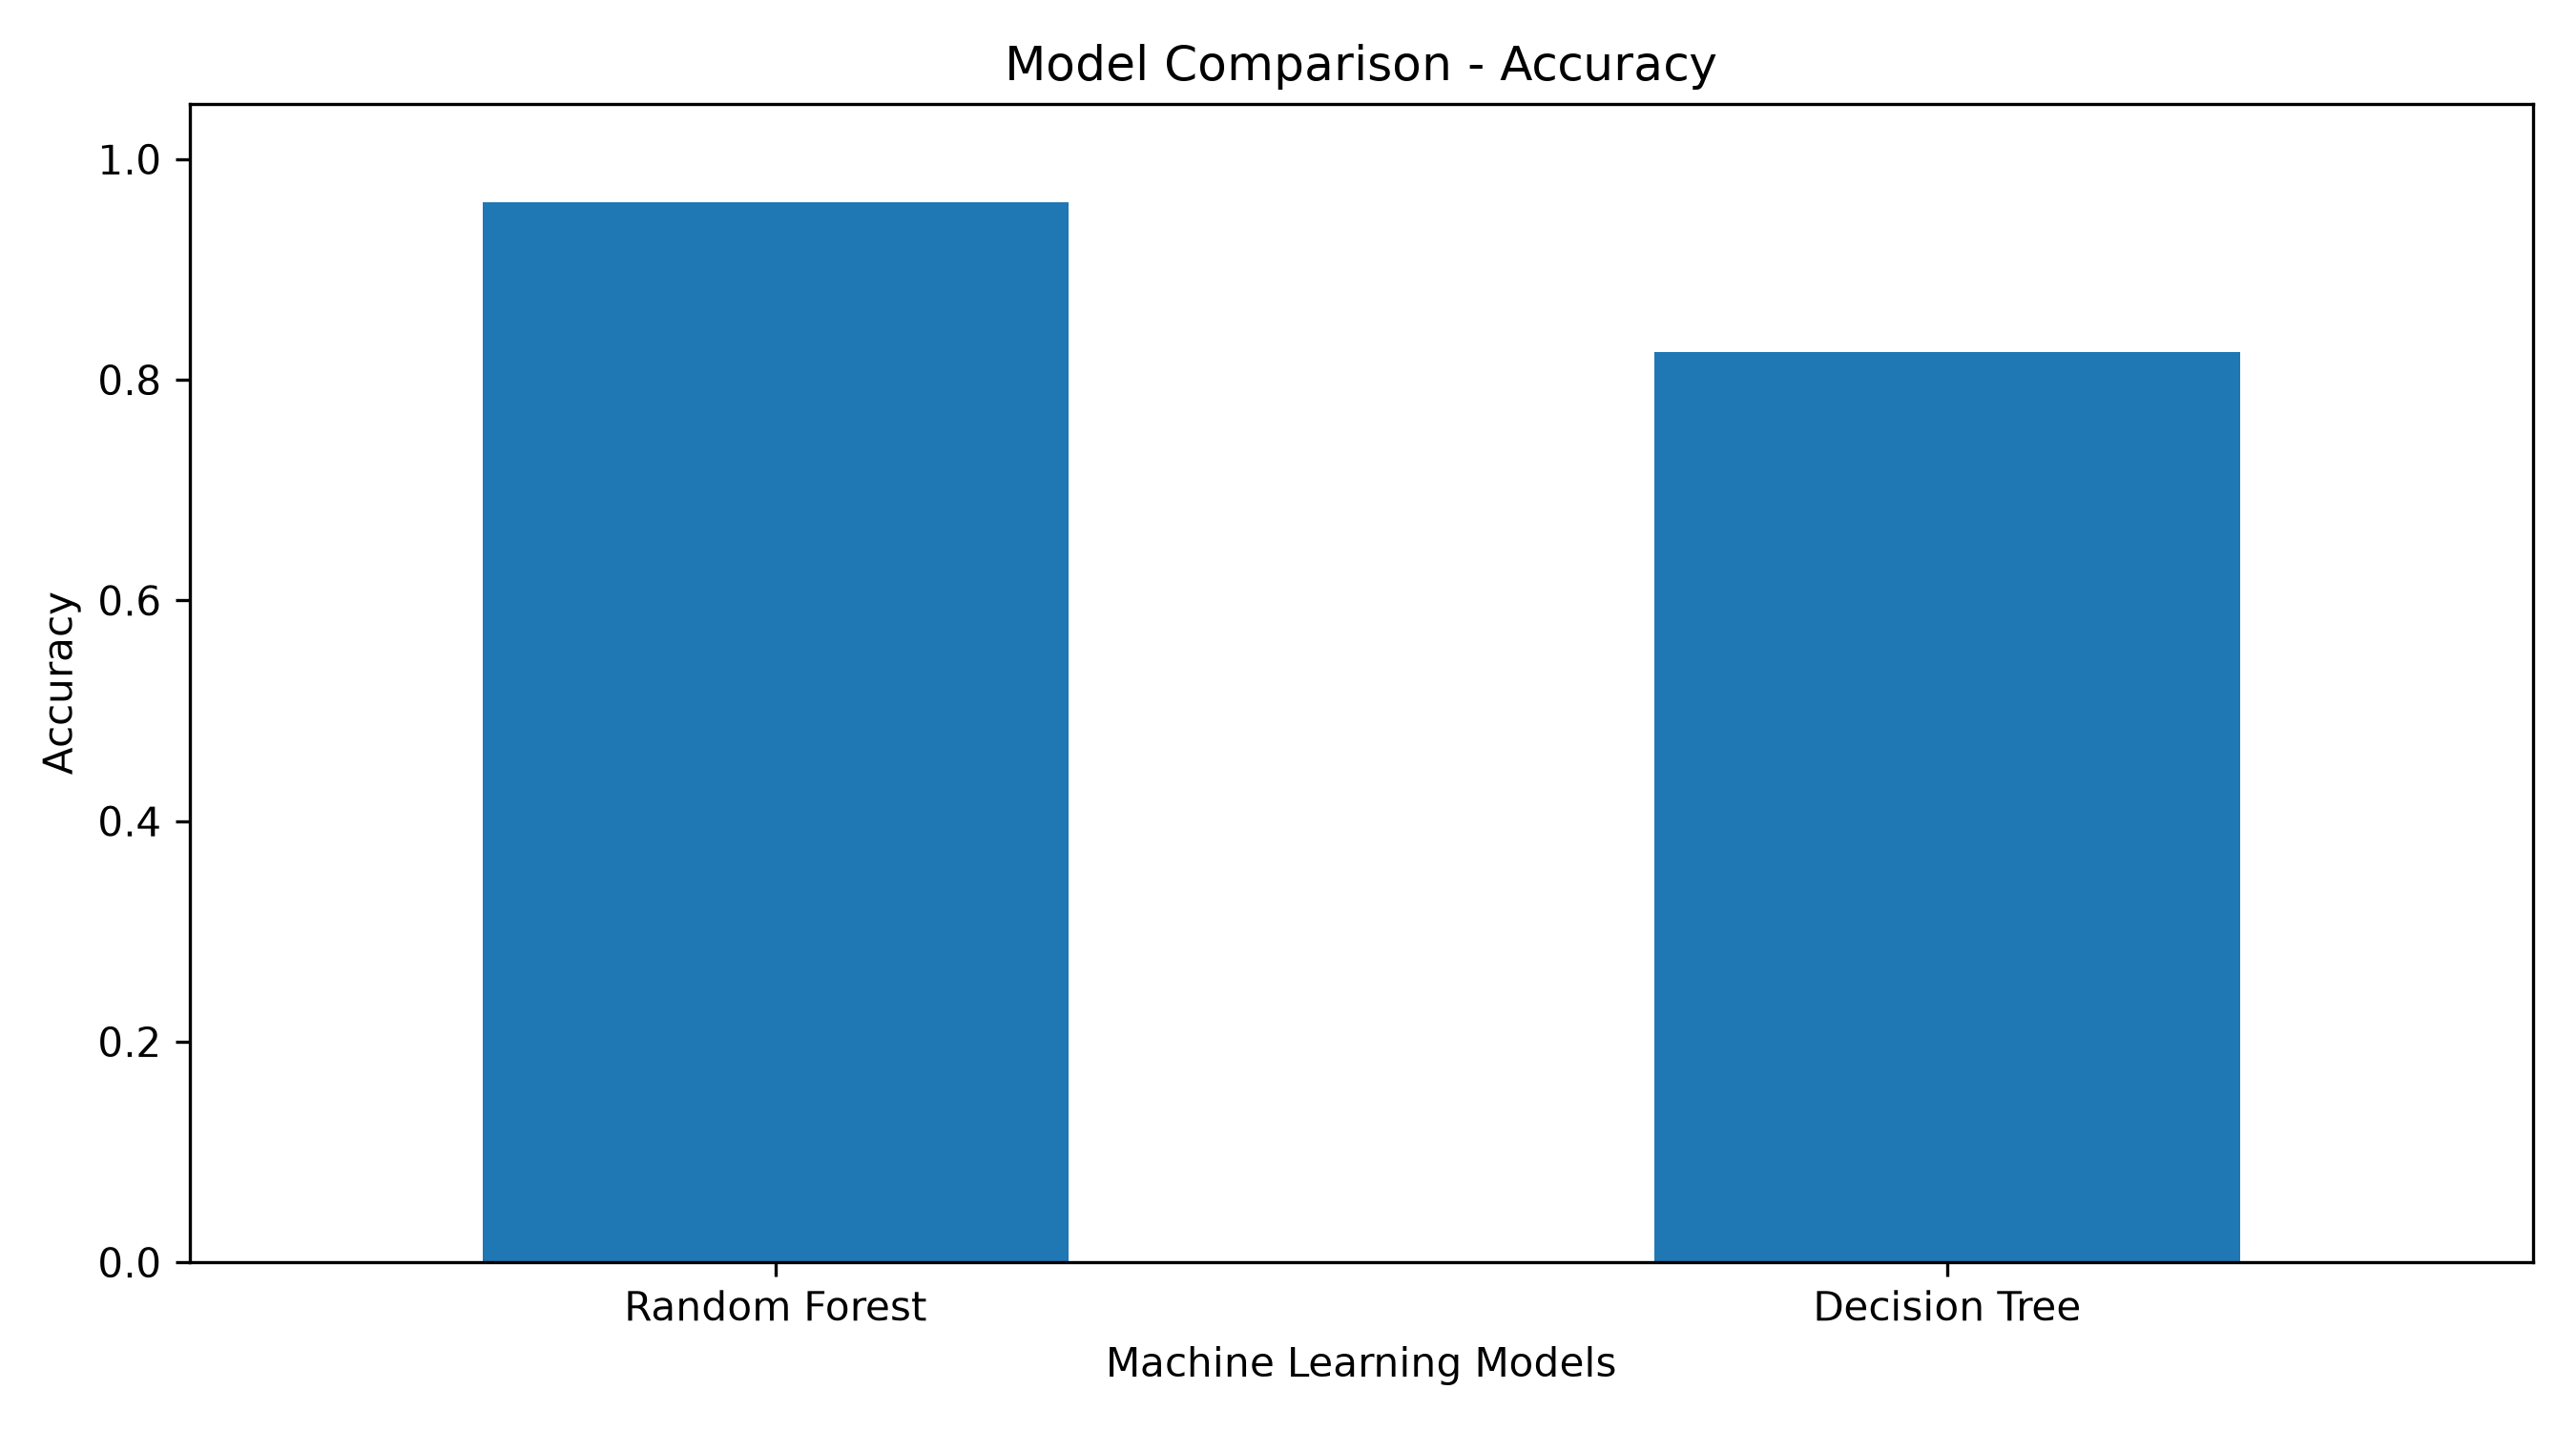 Model Comparison - Accuracy
Accuracy
1.0
0.8
0.6
0.4
0.2
0.0
Random Forest
Decision Tree
Machine Learning Models